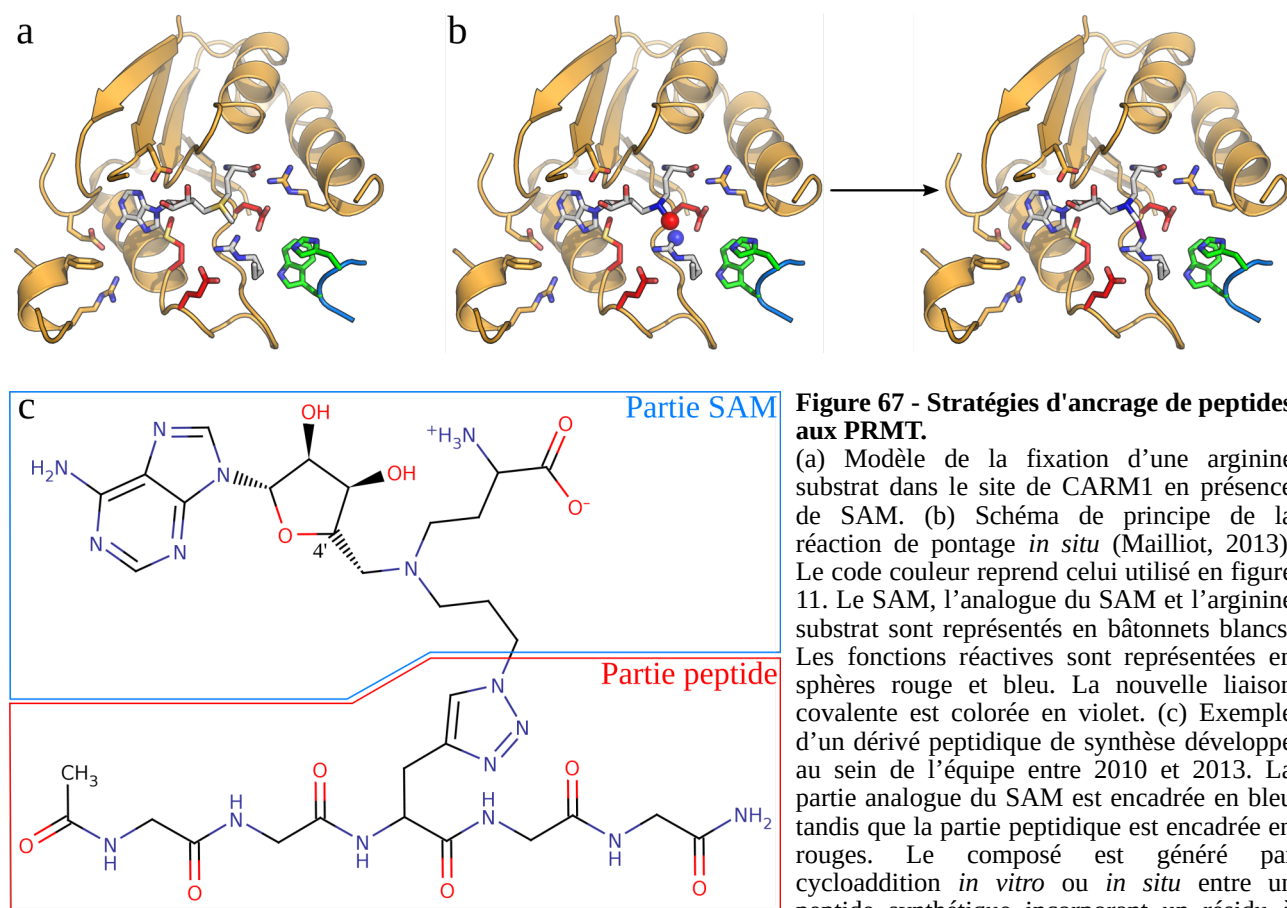 a
b
c
Partie SAM
OH
+H3N
O
N
N
OH
H2N
N
O-
O
4'
N
N
N
Partie peptide
N
N
N
CH3
O
H
N
O
H
N
O
N
H
O
N
H
O
N
H
O
NH2
O
Figure 67 - Stratégies d'ancrage de peptides
aux PRMT.
(a) Modèle de la fixation d’une arginine
substrat dans le site de CARM1 en présence
de SAM. (b) Schéma de principe de la
réaction de pontage in situ (Mailliot, 2013)
Le code couleur reprend celui utilisé en figure
11. Le SAM, l’analogue du SAM et l’arginine
substrat sont représentés en bâtonnets blancs
Les fonctions réactives sont représentées en
sphères rouge et bleu. La nouvelle liaison
covalente est colorée en violet. (c) Exemple
d’un dérivé peptidique de synthèse développé
au sein de l’équipe entre 2010 et 2013. La
partie analogue du SAM est encadrée en bleu
tandis que la partie peptidique est encadrée en
rouges. Le composé est généré par
cycloaddition in vitro ou in situ entre un
peptide synthétique incorporant un résidu